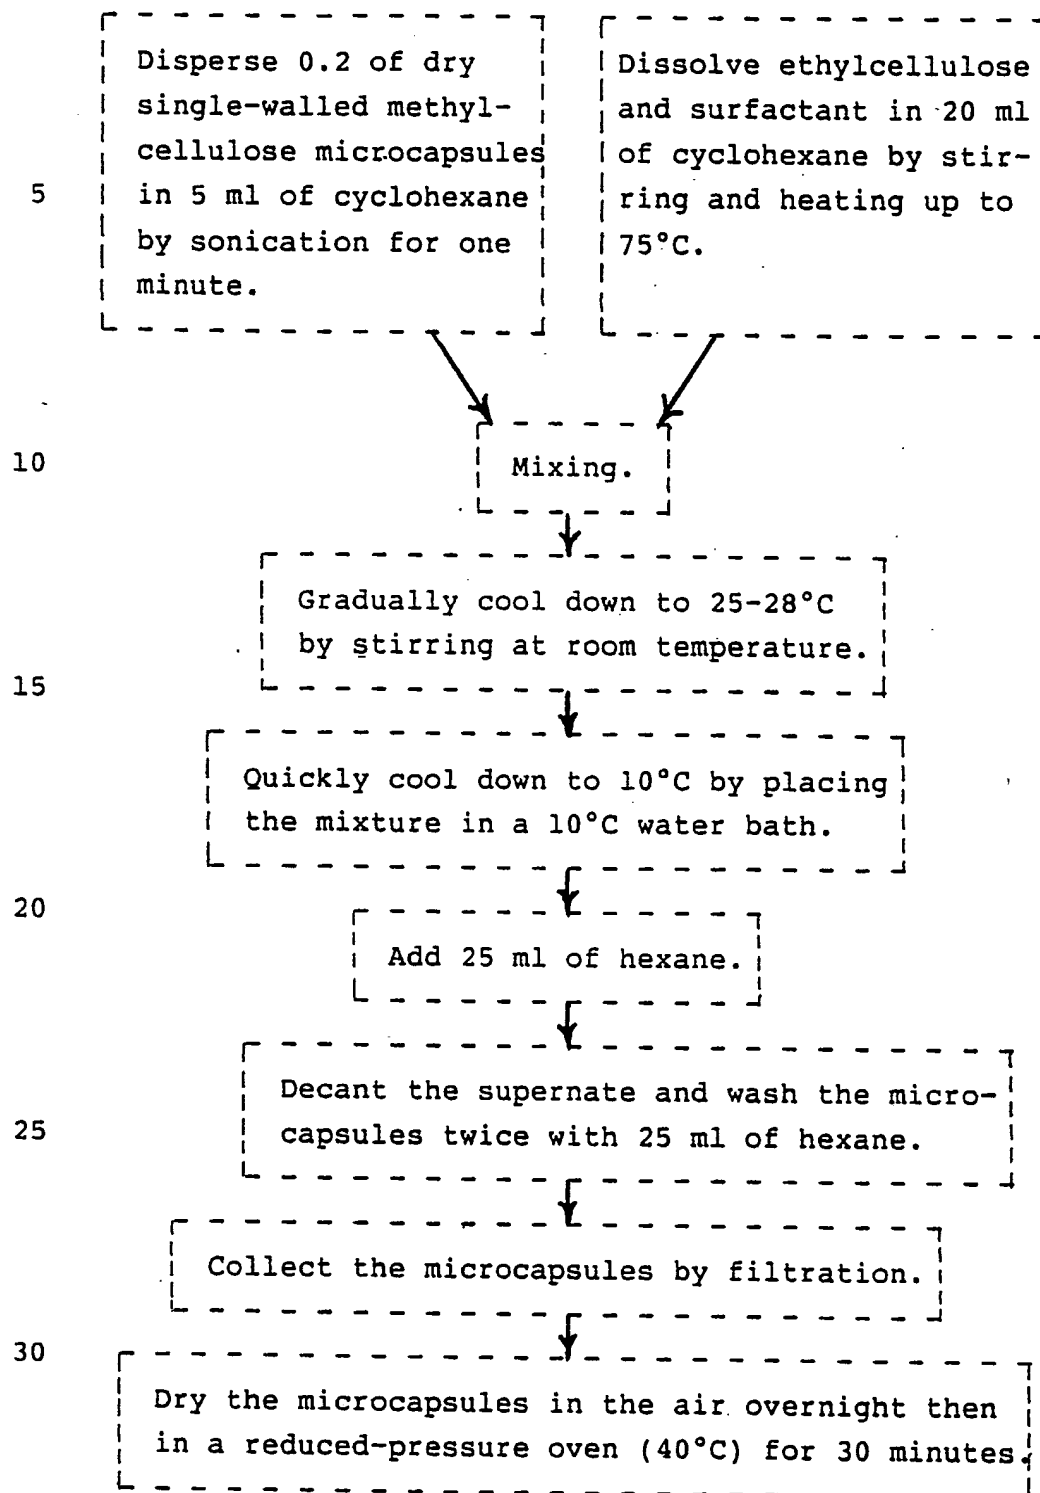 Disperse 0.2 of dry
single-walled methyl-
cellulose microcapsules
5
in 5 ml of cyclohexane
by sonication for one
minute.
Dissolve ethylcellulose
and surfactant in 20 ml
of cyclohexane by stir-
ring and heating up to
75°C.
10
Mixing.
Gradually cool down to 25-28°C
by stirring at room temperature.
15
Quickly cool down to 10°C by placing
the mixture in a 10°C water bath.
20
Add 25 ml of hexane.
Decant the supernate and wash the micro-
25
capsules twice with 25 ml of hexane.
Collect the microcapsules by filtration.
30
Dry the microcapsules in the air overnight then
in a reduced-pressure oven (40°C) for 30 minutes.